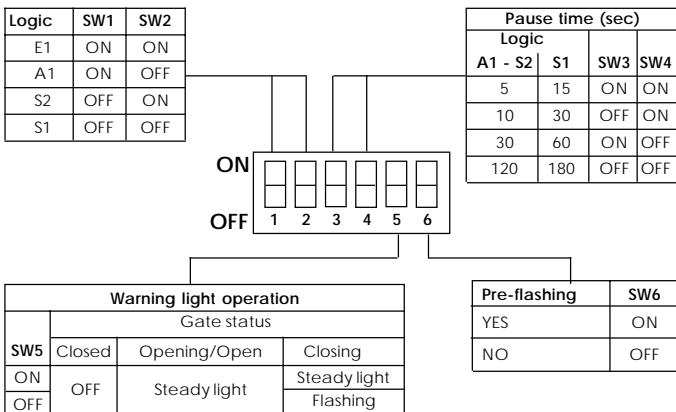 Logic SW1 SW2
E1 ON ON
A1 ON OFF
S2 OFF ON
S1 OFF OFF
Pause time (sec)
Logic
A1 - S2 S1 SW3 SW4
5 15 ON ON
10 30 OFF ON
30 60 ON OFF
120 180 OFF OFF
ON
OFF 1 2 3 4 5 6
Warning light operation
Gate status
SW5 Closed Opening/Open Closing
ON OFF Steady light Steady light
OFF Flashing
Pre-flashing SW6
YES ON
NO OFF